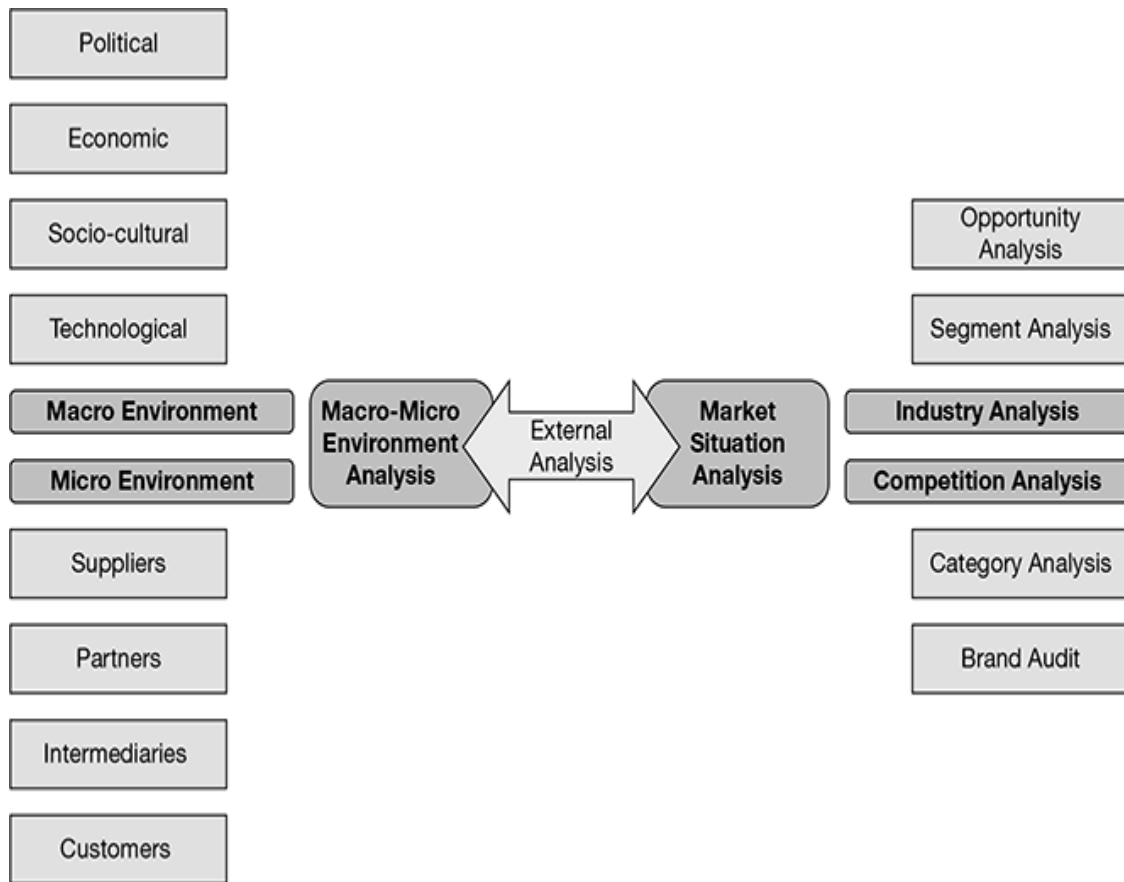 Political
Economic
Socio-cultural
Technological
Macro Environment
Micro Environment
Suppliers
Partners
Intermediaries
Customers
Macro-Micro
Environment
Analysis
External
Analysis
Market
Situation
Analysis
Opportunity
Analysis
Segment Analysis
Industry Analysis
Competition Analysis
Category Analysis
Brand Audit